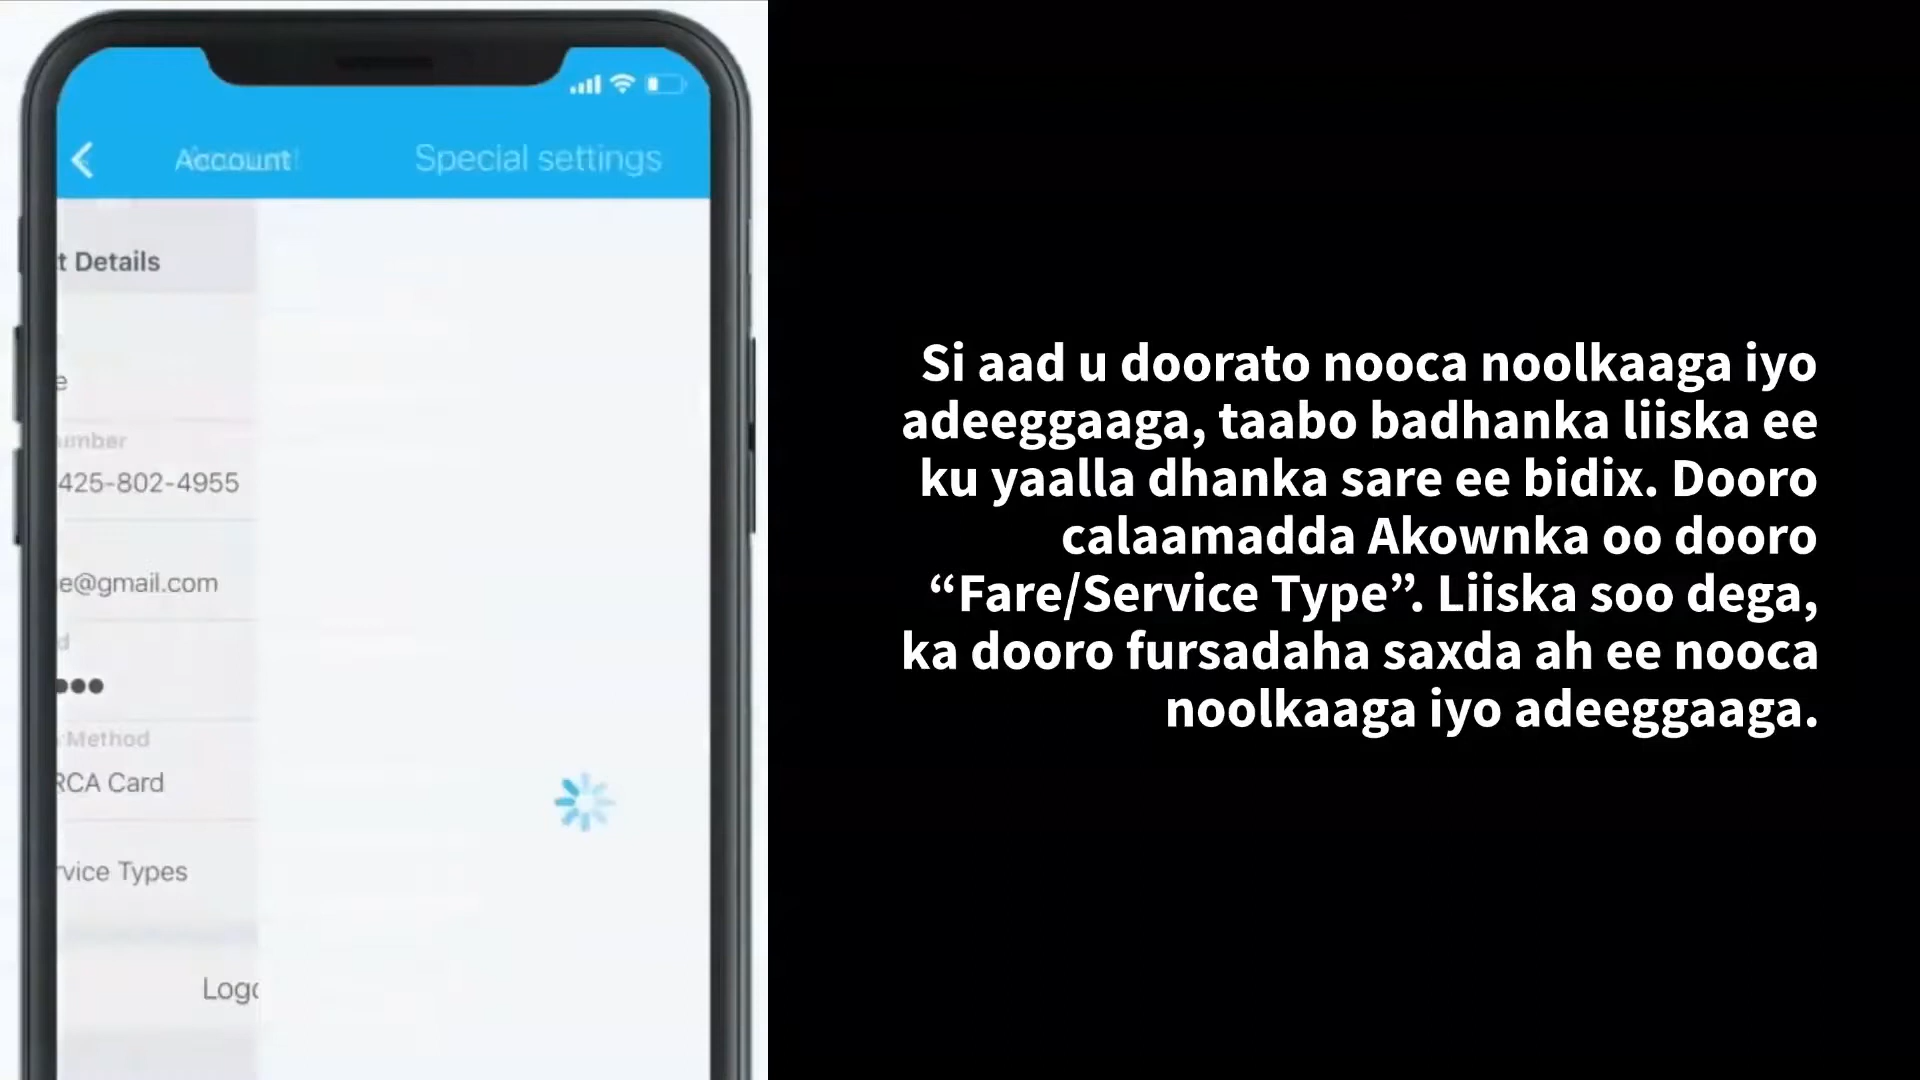 Account
Special settings
t Details
e
umber
425-802-4955
e@gmail.com
d
Method
RCA Card
rvice Types
Logo
Si aad u doorato nooca noolkaaga iyo
adeeggaaga, taabo badhanka liiska ee
ku yaalla dhanka sare ee bidix. Dooro
calaamadda Akownka oo dooro
“Fare/Service Type”. Liiska soo dega,
ka dooro fursadaha saxda ah ee nooca
noolkaaga iyo adeeggaaga.